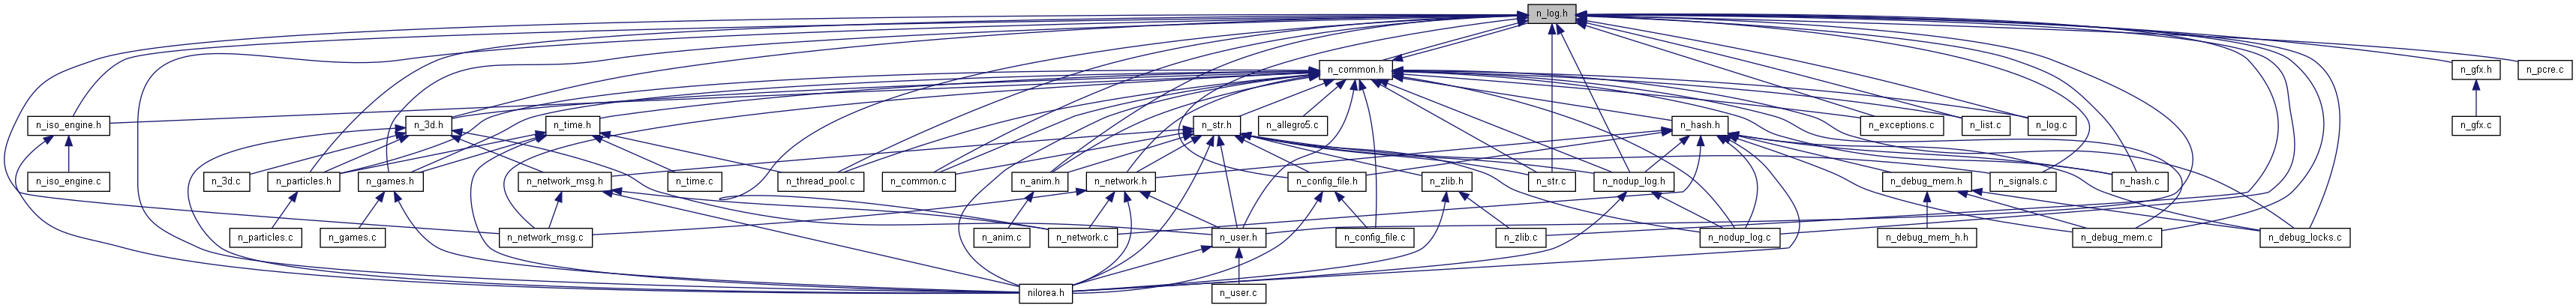 n_log.h
n_common.h
n_gfx.h
n_pcre.c
n_iso_engine.h
n_3d.h
n_time.h
n_str.h
n_allegro5.c
n_hash.h
n_exceptions.c
n_list.c
n_log.c
n_gfx.c
n_iso_engine.c
n_3d.c
n_particles.h
n_games.h
n_network_msg.h
n_time.c
n_thread_pool.c
n_common.c
n_anim.h
n_network.h
n_config_file.h
n_zlib.h
n_str.c
n_nodup_log.h
n_debug_mem.h
n_signals.c
n_hash.c
n_particles.c
n_games.c
n_network_msg.c
n_anim.c
n_network.c
n_user.h
n_config_file.c
n_zlib.c
n_nodup_log.c
n_debug_mem_h.h
n_debug_mem.c
n_debug_locks.c
nilorea.h
n_user.c